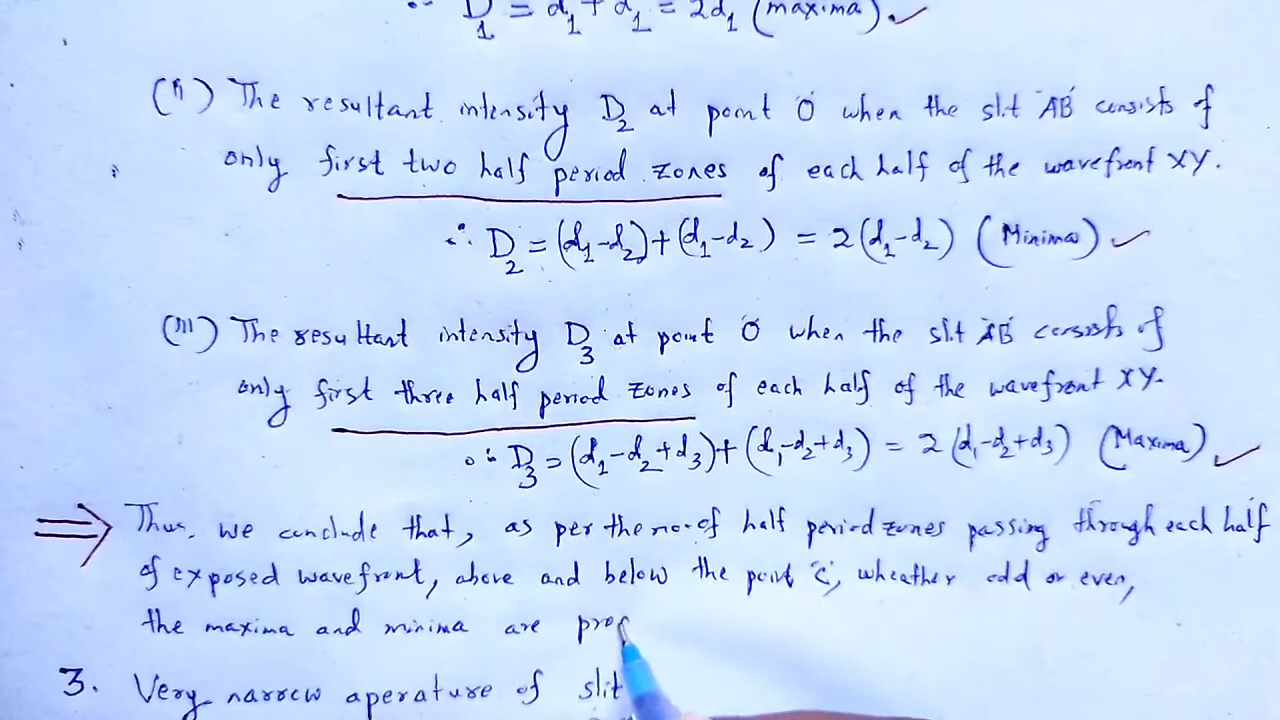 ∴ D₁ = d₁ + d₁ = 2d₁ (maxima).
(II) The resultant intensity D₂ at point 'O' when the slit 'AB' consists of
only first two half period zones of each half of the wavefront XY.
∴ D₂ = (d₁-d₂)+(d₁-d₂) = 2(d₁-d₂) (Minima)
(III) The resultant intensity D₃ at point 'O' when the slit 'AB' consists of
only first three half period zones of each half of the wavefront XY.
∴ D₃ = (d₁-d₂+d₃)+(d₁-d₂+d₃) = 2(d₁-d₂+d₃) (Maxima)
⇒ Thus, we conclude that, as per the no. of half period zones passing through each half
of exposed wavefront, above and below the point 'C', wheather odd or even,
the maxima and minima are
3. Very narrow aperature of slit